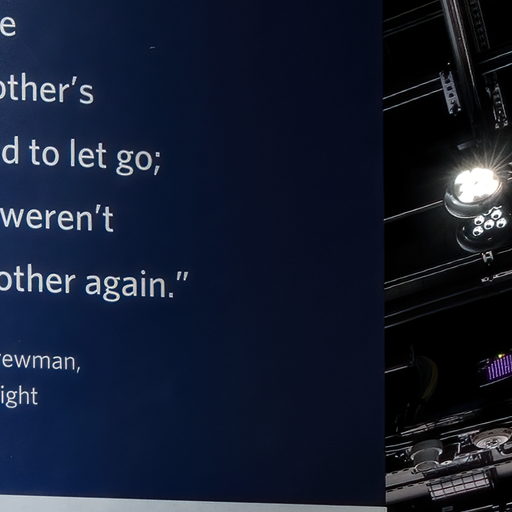 e
other’s
d to let go;
weren’t
other again.”
rewman,
ight